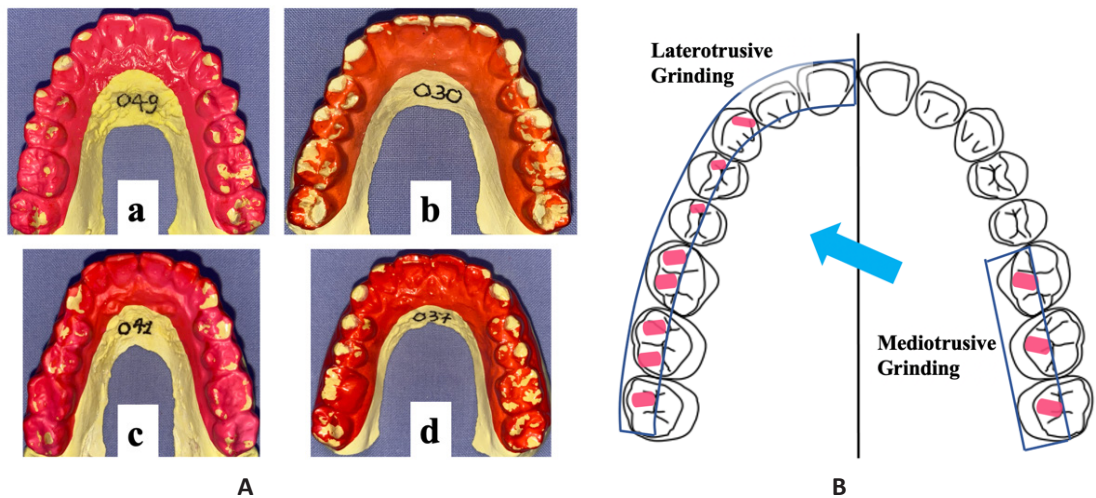 049
a
030
b
041
c
037
d
A
Laterotrusive
Grinding
Mediotrusive
Grinding
B